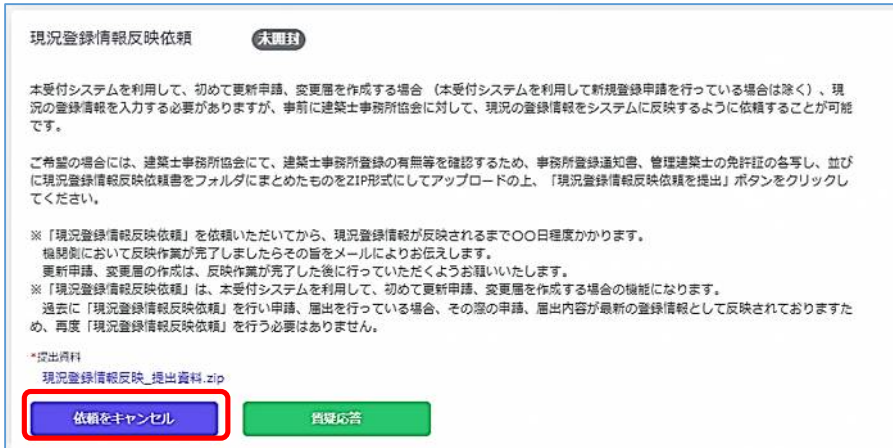 現況登録情報反映依頼 未開封
本受付システムを利用して、初めて更新申請、変更届を作成する場合 （本受付システムを利用して新規登録申請を行っている場合は除く）、現
況の登録情報を入力する必要がありますが、事前に建築士事務所協会に対して、現況の登録情報をシステムに反映するように依頼することが可能
です。
ご希望の場合には、建築士事務所協会にて、建築士事務所登録の有無等を確認するため、事務所登録通知書、管理建築士の免許証の各写し、並び
に現況登録情報反映依頼書をフォルダにまとめたものをZIP形式にしてアップロードの上、「現況登録情報反映依頼を提出」ボタンをクリックし
てください。
※「現況登録情報反映依頼」を依頼いただいてから、現況登録情報が反映されるまで〇〇日程度かかります。
機関側において反映作業が完了しましたらその旨をメールによりお伝えします。
更新申請、変更届の作成は、反映作業が完了した後に行っていただくようお願いいたします。
※「現況登録情報反映依頼」は、本受付システムを利用して、初めて更新申請、変更届を作成する場合の機能になります。
過去に「現況登録情報反映依頼」を行い申請、届出を行っている場合、その際の申請、届出内容が最新の登録情報として反映されておりますた
め、再度「現況登録情報反映依頼」を行う必要はありません。
*提出資料
現況登録情報反映_提出資料.zip
依頼をキャンセル 質疑応答